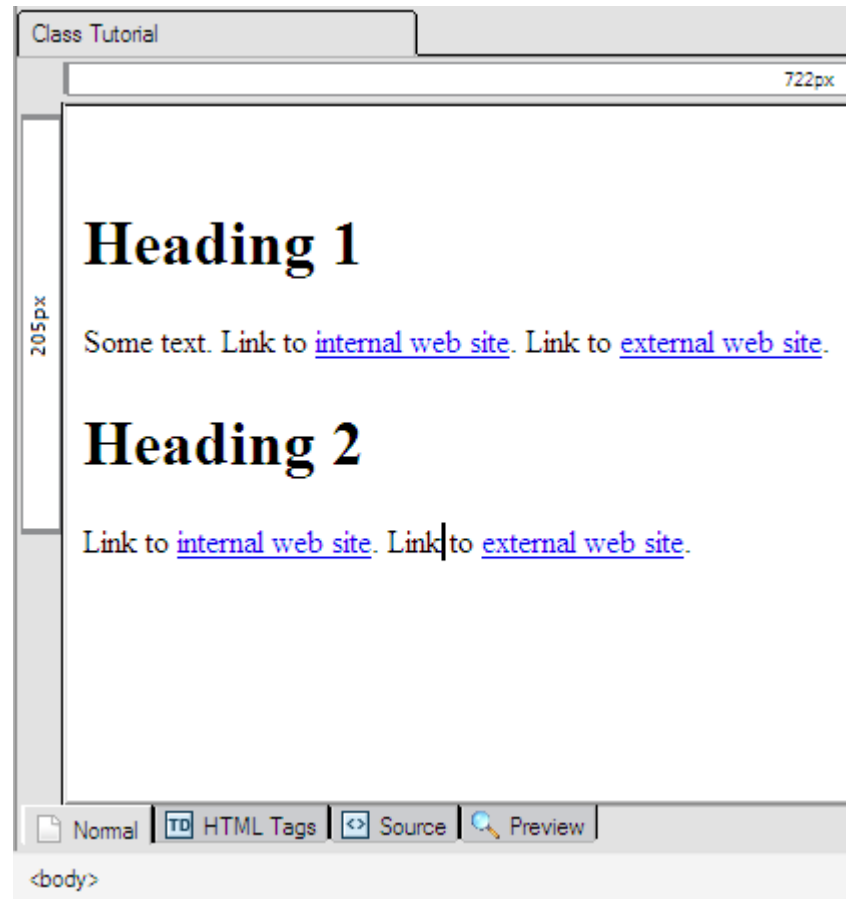 Class Tutorial
722px
205px
Heading 1
Some text. Link to internal web site. Link to external web site.
Heading 2
Link to internal web site. Link to external web site.
Normal TD HTML Tags <> Source Preview
<body>